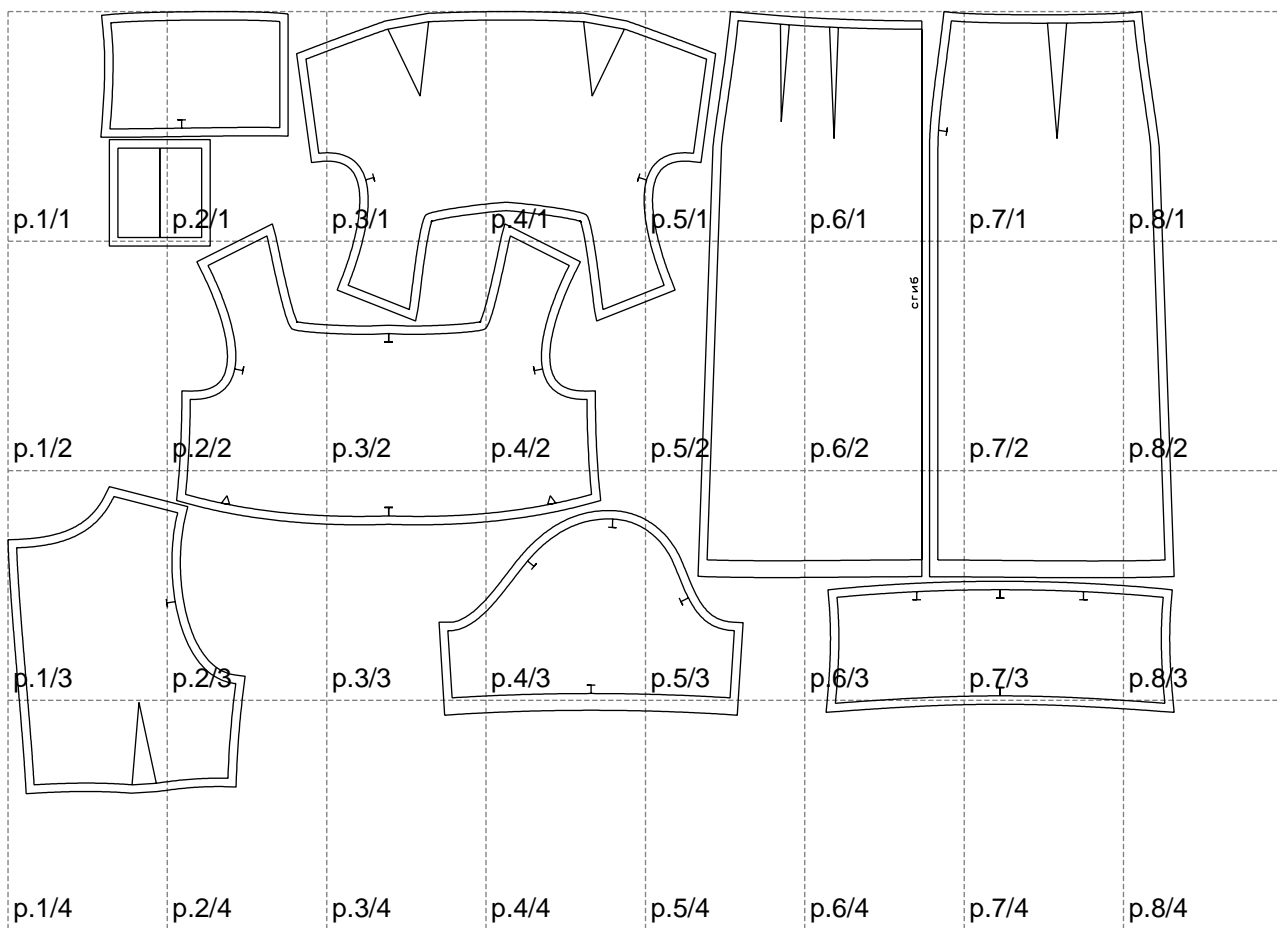 p.1/1 p.2/1 p.3/1 p.4/1 p.5/1 p.6/1 p.7/1 p.8/1
сгиб
p.1/2 p.2/2 p.3/2 p.4/2 p.5/2 p.6/2 p.7/2 p.8/2
p.1/3 p.2/3 p.3/3 p.4/3 p.5/3 p.6/3 p.7/3 p.8/3
p.1/4 p.2/4 p.3/4 p.4/4 p.5/4 p.6/4 p.7/4 p.8/4